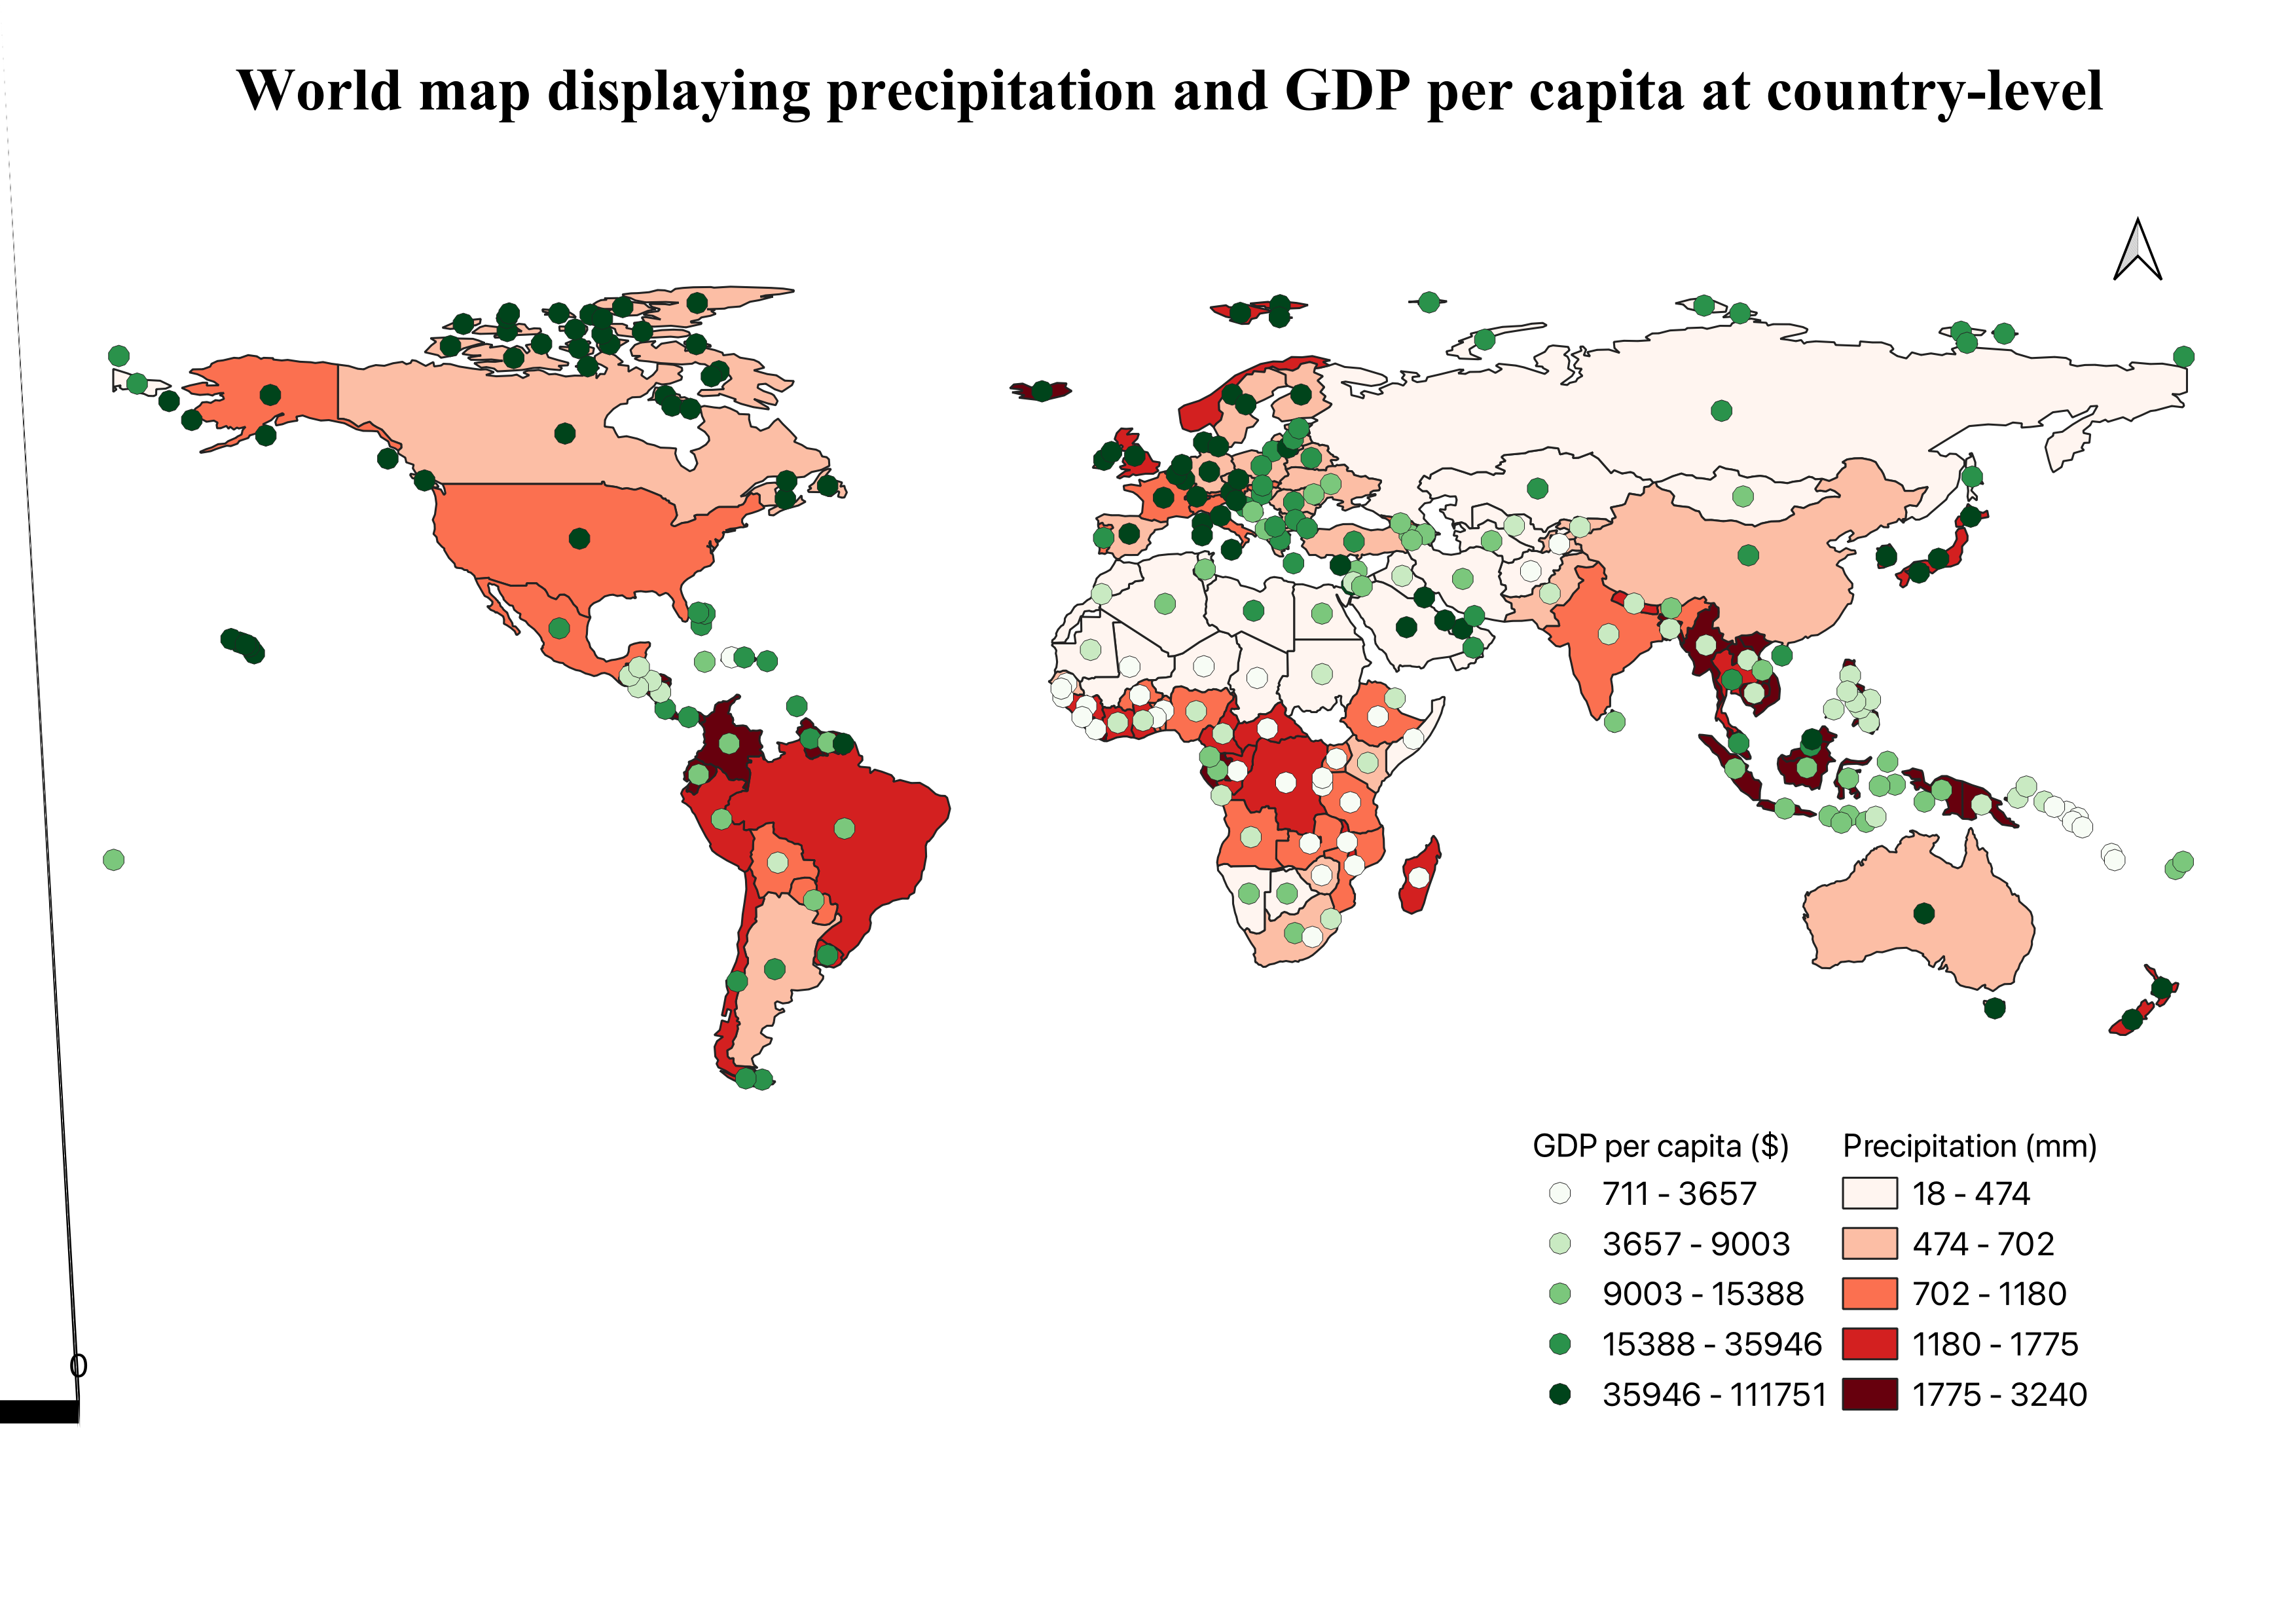 World map displaying precipitation and GDP per capita at country-level
GDP per capita ($) Precipitation (mm)
711 - 3657 18 - 474
3657 - 9003 474 - 702
9003 - 15388 702 - 1180
15388 - 35946 1180 - 1775
35946 - 111751 1775 - 3240
0